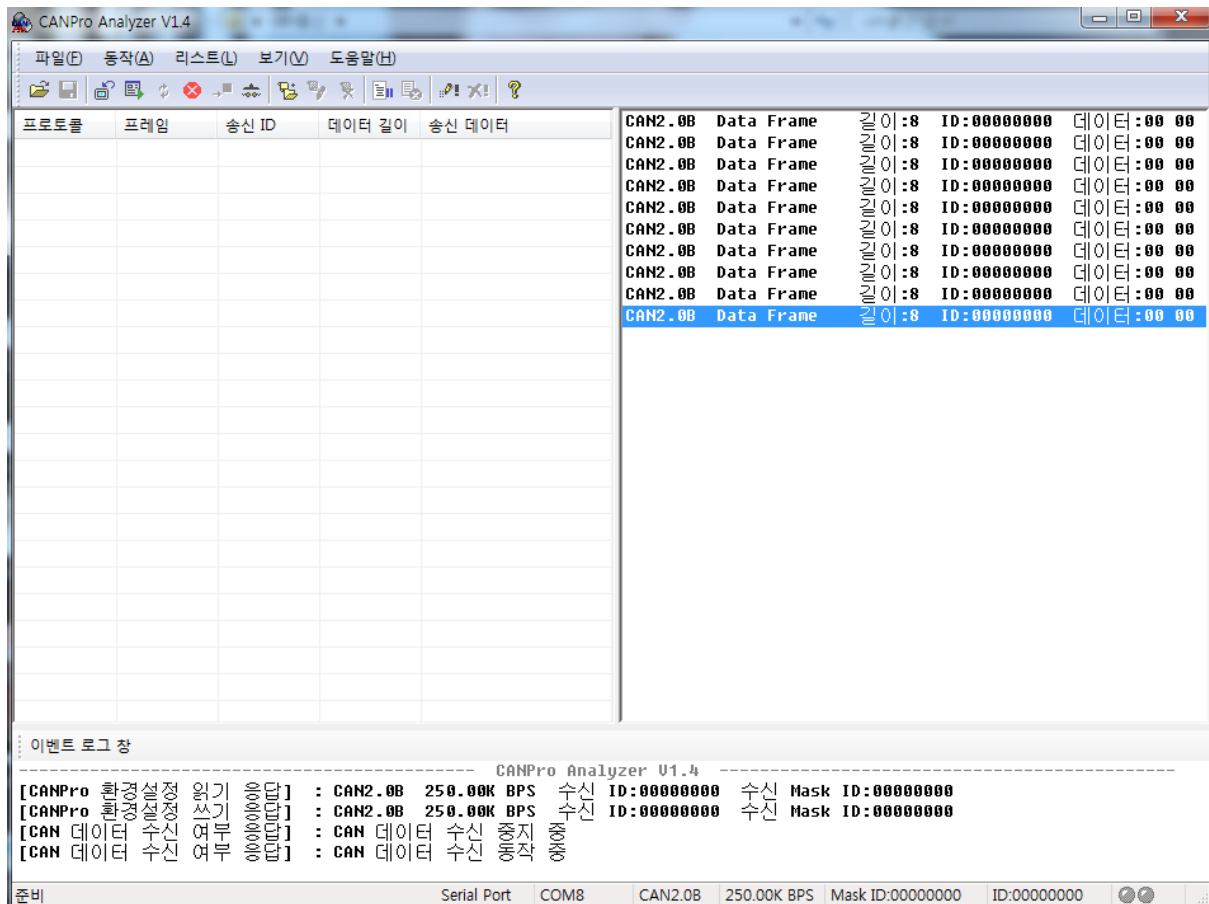 CANPro Analyzer V1.4
파일(F) 동작(A) 리스트(L) 보기(V) 도움말(H)
프로토콜 프레임 송신 ID 데이터 길이 송신 데이터
CAN2.0B Data Frame 길이:8 ID:00000000 데이터:00 00
CAN2.0B Data Frame 길이:8 ID:00000000 데이터:00 00
CAN2.0B Data Frame 길이:8 ID:00000000 데이터:00 00
CAN2.0B Data Frame 길이:8 ID:00000000 데이터:00 00
CAN2.0B Data Frame 길이:8 ID:00000000 데이터:00 00
CAN2.0B Data Frame 길이:8 ID:00000000 데이터:00 00
CAN2.0B Data Frame 길이:8 ID:00000000 데이터:00 00
CAN2.0B Data Frame 길이:8 ID:00000000 데이터:00 00
CAN2.0B Data Frame 길이:8 ID:00000000 데이터:00 00
CAN2.0B Data Frame 길이:8 ID:00000000 데이터:00 00
이벤트 로그 창
--------------------------------------------- CANPro Analyzer V1.4 ---------------------------------------------
[CANPro 환경설정 읽기 응답] : CAN2.0B 250.00K BPS 수신 ID:00000000 수신 Mask ID:00000000
[CANPro 환경설정 쓰기 응답] : CAN2.0B 250.00K BPS 수신 ID:00000000 수신 Mask ID:00000000
[CAN 데이터 수신 여부 응답] : CAN 데이터 수신 중지 중
[CAN 데이터 수신 여부 응답] : CAN 데이터 수신 동작 중
준비 Serial Port COM8 CAN2.0B 250.00K BPS Mask ID:00000000 ID:00000000